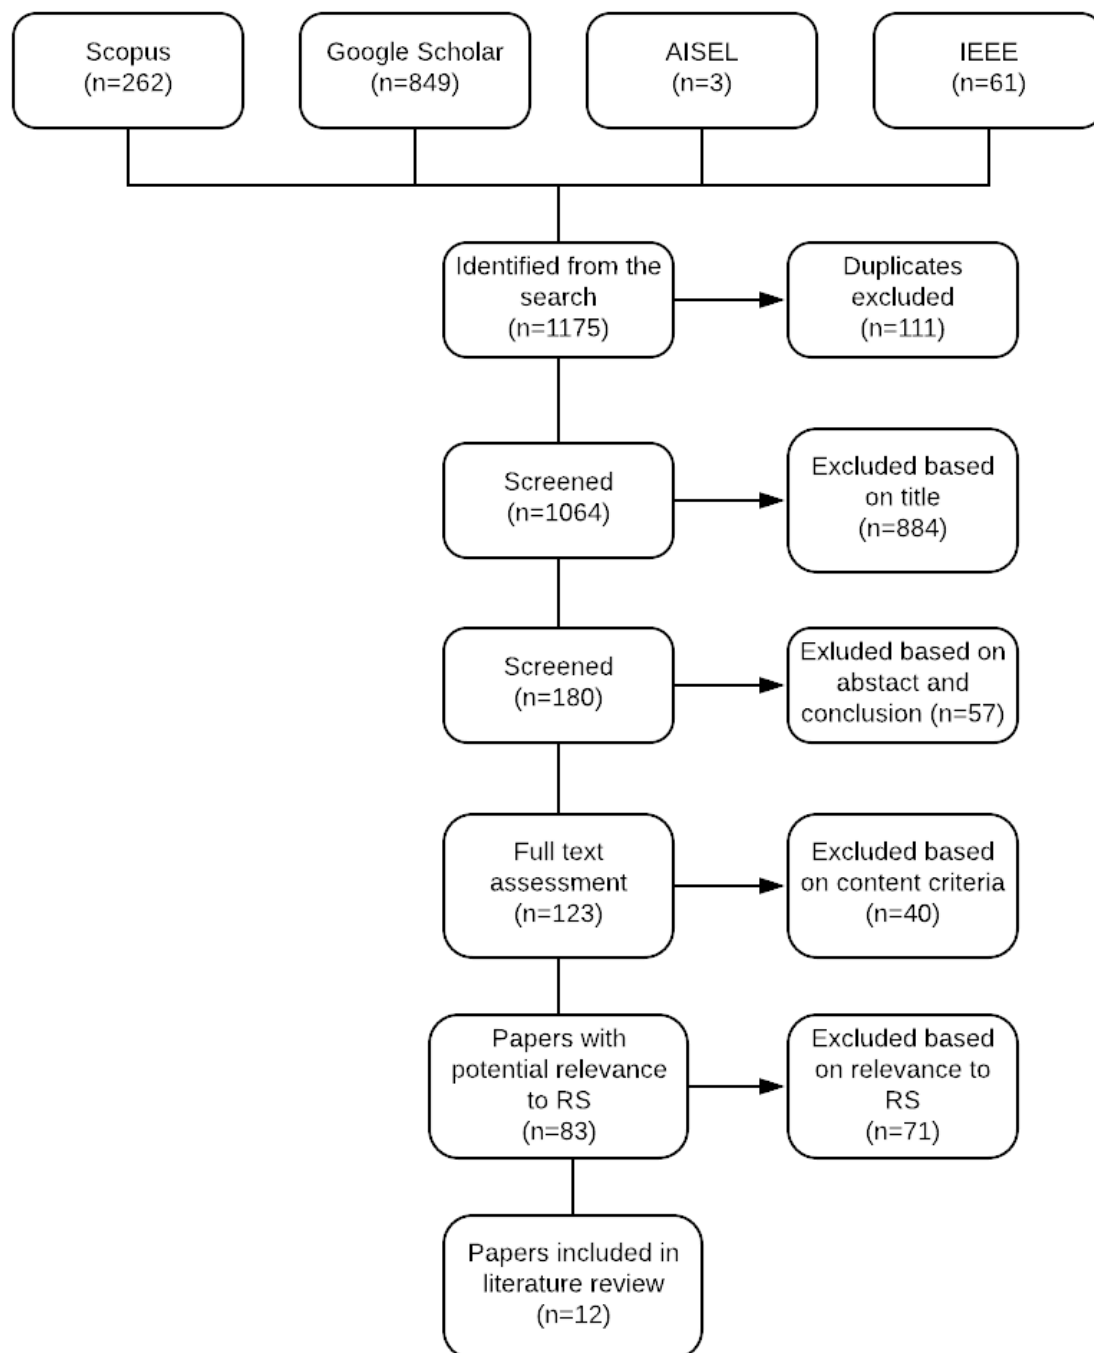 Scopus
(n=262)
Google Scholar
(n=849)
AISEL
(n=3)
IEEE
(n=61)
Identified from the
search
(n=1175)
Duplicates
excluded
(n=111)
Screened
(n=1064)
Excluded based
on title
(n=884)
Screened
(n=180)
Exluded based on
abstact and
conclusion (n=57)
Full text
assessment
(n=123)
Excluded based
on content criteria
(n=40)
Papers with
potential relevance
to RS
(n=83)
Excluded based
on relevance to
RS
(n=71)
Papers included in
literature review
(n=12)